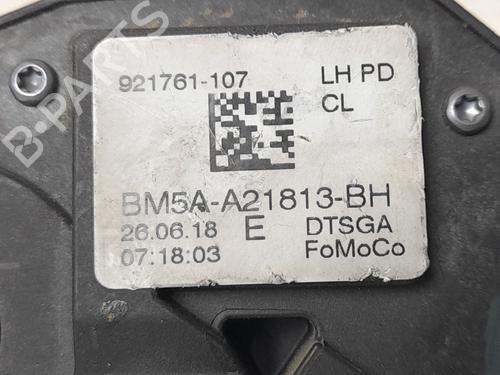 B-PARTS
921761-107 LH PD
CL
BM5A-A21813-BH
26.06.18 E DTSGA
07:18:03 FoMoCo